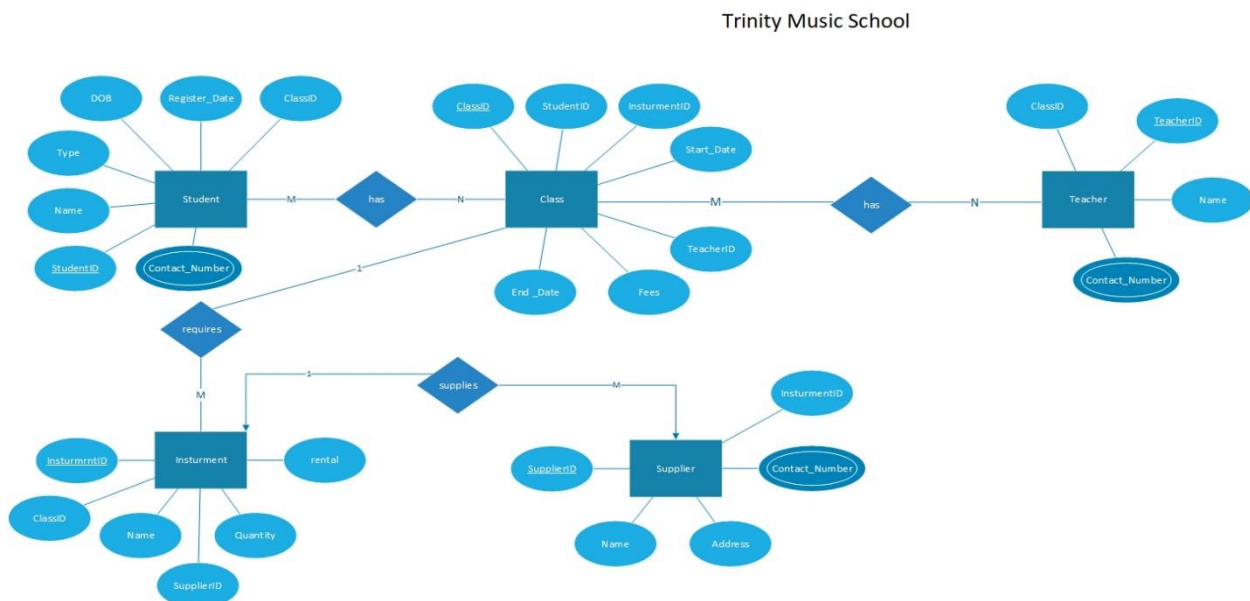 Trinity Music School
DOB
Register_Date
ClassID
Type
Name
StudentID
Contact_Number
Student
M
has
N
ClassID
StudentID
InsturmentID
Start_Date
Class
TeacherID
End _Date
Fees
M
has
N
ClassID
TeacherID
Teacher
Name
Contact_Number
1
requires
M
1
supplies
M
InsturmrntID
Insturment
rental
ClassID
Name
Quantity
SupplierID
InsturmentID
SupplierID
Supplier
Contact_Number
Name
Address